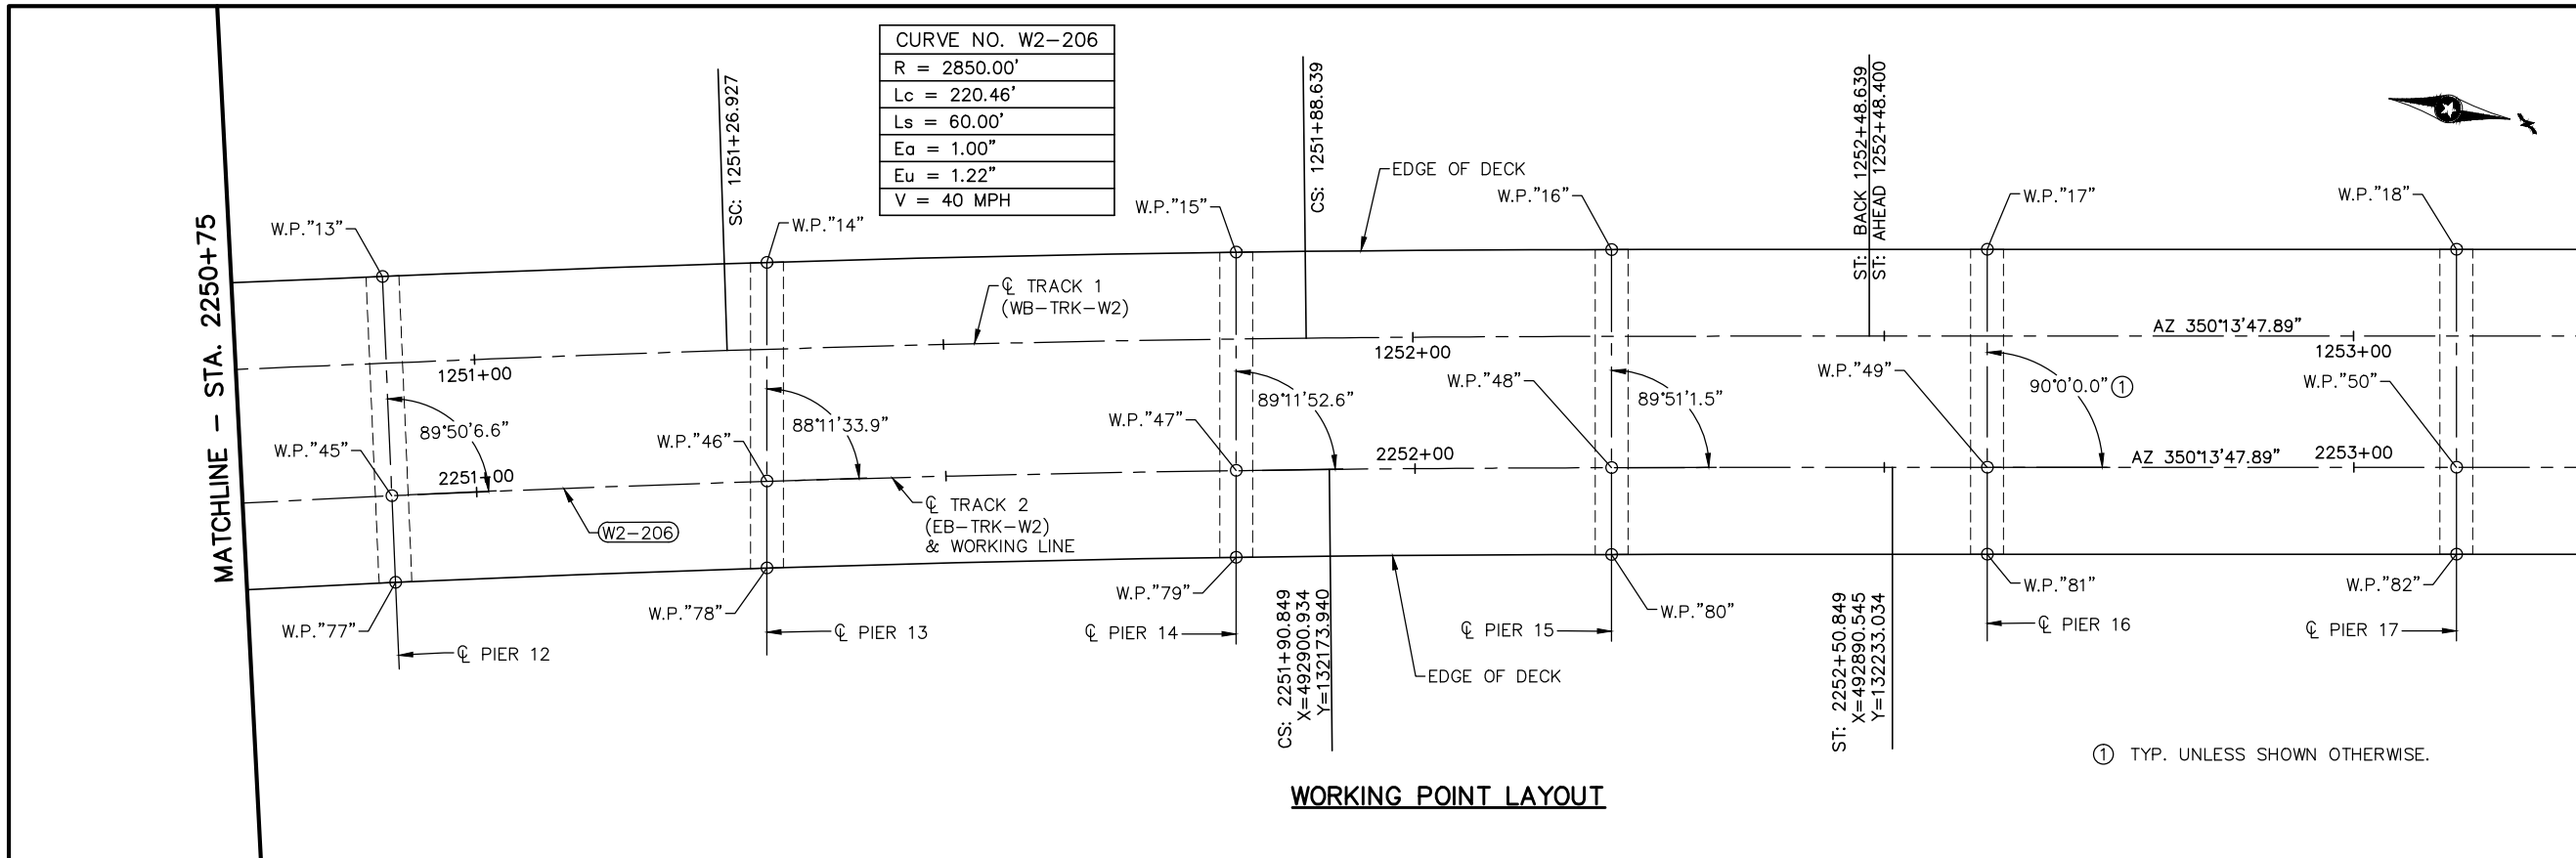 CURVE NO. W2-206
R = 2850.00'
Lc = 220.46'
Ls = 60.00'
Ea = 1.00"
Eu = 1.22"
V = 40 MPH
MATCHLINE - STA. 2250+75
SC: 1251+26.927
CS: 1251+88.639
ST: BACK 1252+48.639
ST: AHEAD 1252+48.400
EDGE OF DECK
W.P."13"
W.P."14"
W.P."15"
W.P."16"
W.P."17"
W.P."18"
℄ TRACK 1
(WB-TRK-W2)
1251+00
1252+00
AZ 350°13'47.89"
1253+00
89°50'6.6"
88°11'33.9"
89°11'52.6"
89°51'1.5"
90°0'0.0" ①
W.P."45"
W.P."46"
W.P."47"
W.P."48"
W.P."49"
W.P."50"
2251+00
2252+00
AZ 350°13'47.89"
2253+00
W2-206
℄ TRACK 2
(EB-TRK-W2)
& WORKING LINE
W.P."77"
W.P."78"
W.P."79"
W.P."80"
W.P."81"
W.P."82"
℄ PIER 12
℄ PIER 13
℄ PIER 14
℄ PIER 15
℄ PIER 16
℄ PIER 17
CS: 2251+90.849
X=492900.934
Y=132173.940
EDGE OF DECK
ST: 2252+50.849
X=492890.545
Y=132233.034
① TYP. UNLESS SHOWN OTHERWISE.
WORKING POINT LAYOUT